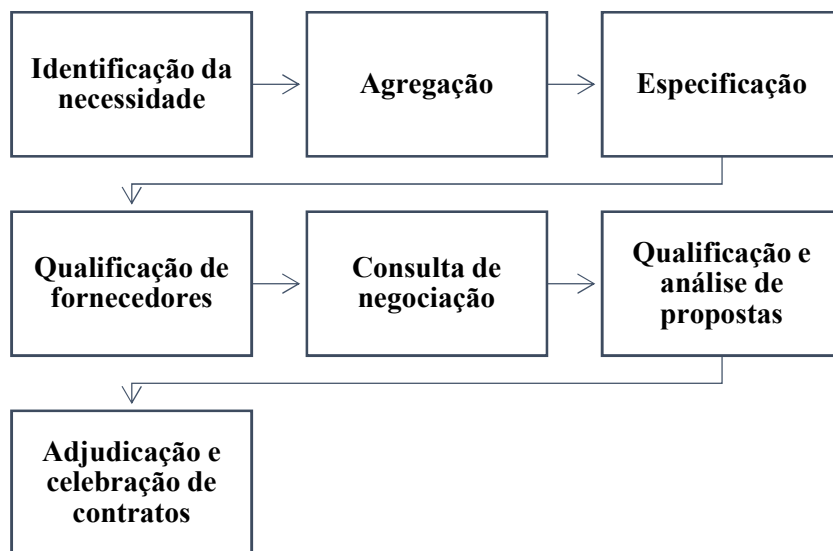 Identificação da
necessidade
Agregação
Especificação
Qualificação de
fornecedores
Consulta de
negociação
Qualificação e
análise de
propostas
Adjudicação e
celebração de
contratos